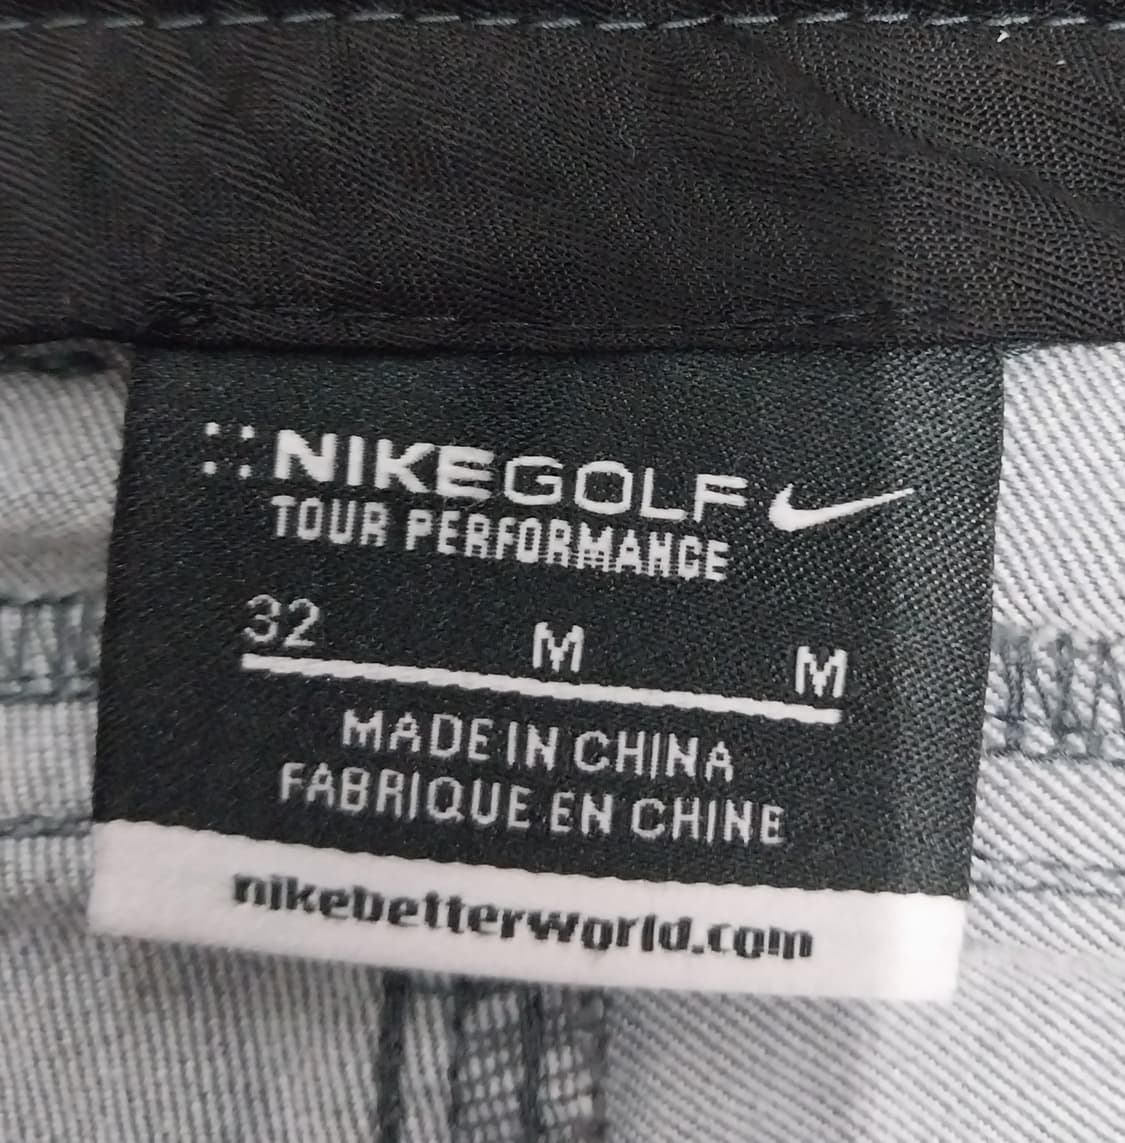 NIKEGOLF
TOUR PERFORMANCE
32 M M
MADE IN CHINA
FABRIQUE EN CHINE
nikebetterworld.com